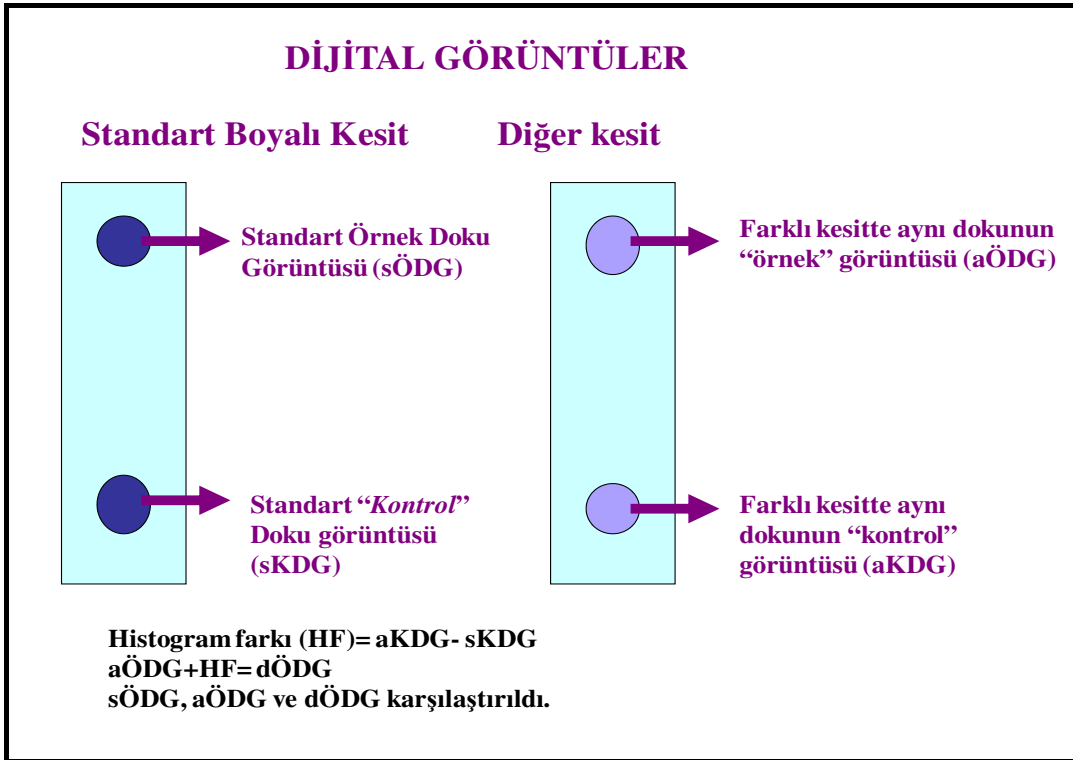 DİJİTAL GÖRÜNTÜLER
Standart Boyalı Kesit
Diğer kesit
Standart Örnek Doku
Görüntüsü (sÖDG)
Farklı kesitte aynı dokunun
“örnek” görüntüsü (aÖDG)
Standart “Kontrol”
Doku görüntüsü
(sKDG)
Farklı kesitte aynı
dokunun “kontrol”
görüntüsü (aKDG)
Histogram farkı (HF)= aKDG- sKDG
aÖDG+HF= dÖDG
sÖDG, aÖDG ve dÖDG karşılaştırıldı.